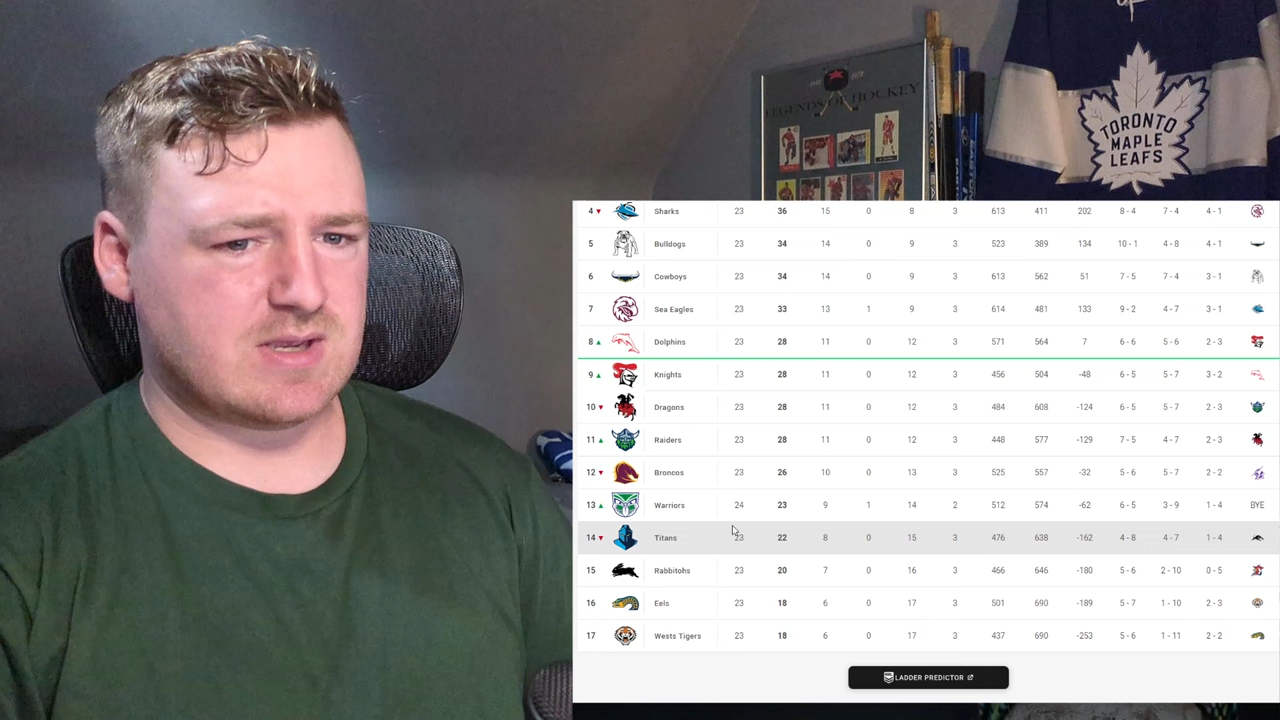 LEGENDS OF HOCKEY
TORONTO
MAPLE
LEAFS
4 Sharks 23 36 15 0 8 3 613 411 202 8 - 4 7 - 4 4 - 1
5 Bulldogs 23 34 14 0 9 3 523 389 134 10 - 1 4 - 8 4 - 1
6 Cowboys 23 34 14 0 9 3 613 562 51 7 - 5 7 - 4 3 - 1
7 Sea Eagles 23 33 13 1 9 3 614 481 133 9 - 2 4 - 7 3 - 1
8 Dolphins 23 28 11 0 12 3 571 564 7 6 - 6 5 - 6 2 - 3
9 Knights 23 28 11 0 12 3 456 504 -48 6 - 5 5 - 7 3 - 2
10 Dragons 23 28 11 0 12 3 484 608 -124 6 - 5 5 - 7 2 - 3
11 Raiders 23 28 11 0 12 3 448 577 -129 7 - 5 4 - 7 2 - 3
12 Broncos 23 26 10 0 13 3 525 557 -32 5 - 6 5 - 7 2 - 2
13 Warriors 24 23 9 1 14 2 512 574 -62 6 - 5 3 - 9 1 - 4 BYE
14 Titans 23 22 8 0 15 3 476 638 -162 4 - 8 4 - 7 1 - 4
15 Rabbitohs 23 20 7 0 16 3 466 646 -180 5 - 6 2 - 10 0 - 5
16 Eels 23 18 6 0 17 3 501 690 -189 5 - 7 1 - 10 2 - 3
17 Wests Tigers 23 18 6 0 17 3 437 690 -253 5 - 6 1 - 11 2 - 2
LADDER PREDICTOR